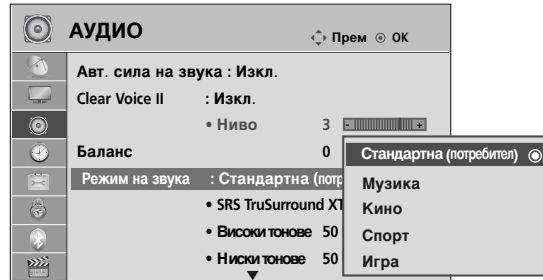 АУДИО
Прем ⊙ OK
Авт. сила на звука : Изкл.
Clear Voice II : Изкл.
• Ниво 3 - +
Баланс 0
Режим на звука : Стандартна (потр
• SRS TruSurround XT
• Високи тонове 50
• Ниски тонове 50
Стандартна (потребител)
Музика
Кино
Спорт
Игра